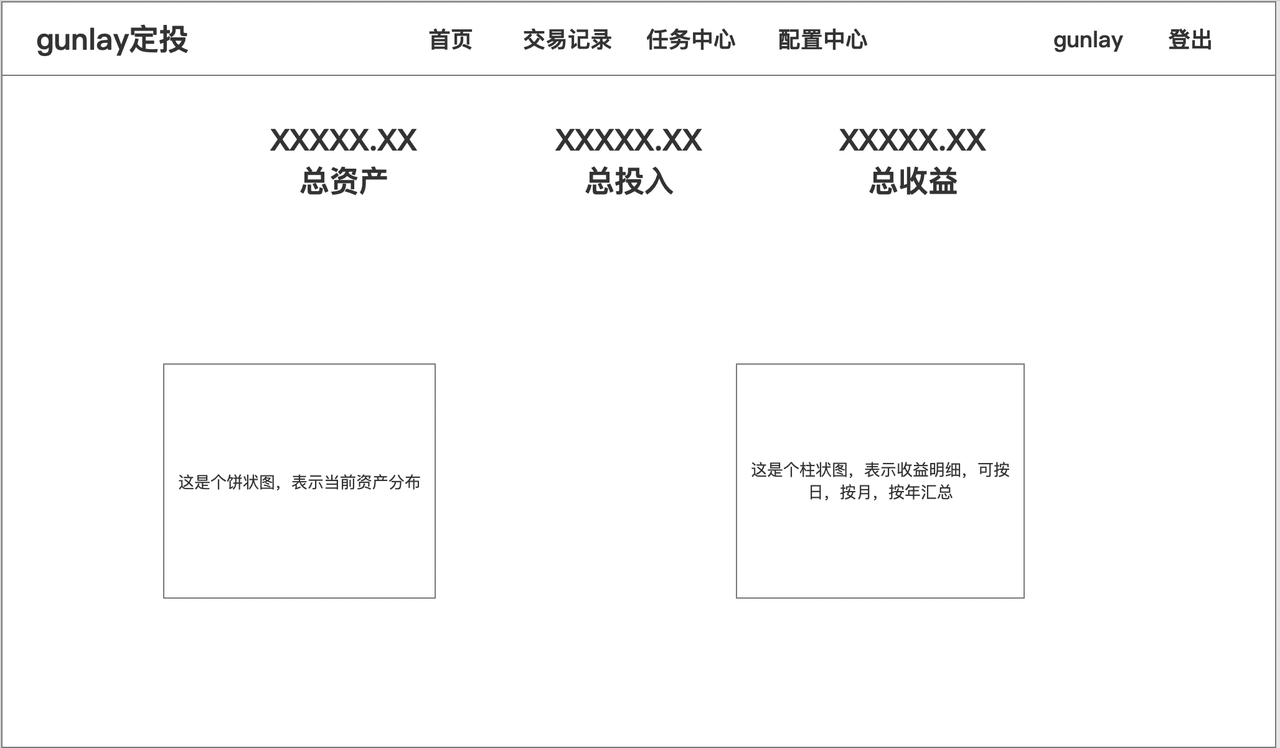 gunlay定投 首页 交易记录 任务中心 配置中心 gunlay 登出
XXXXX.XX XXXXX.XX XXXXX.XX
总资产 总投入 总收益
这是个饼状图，表示当前资产分布
这是个柱状图，表示收益明细，可按
日，按月，按年汇总